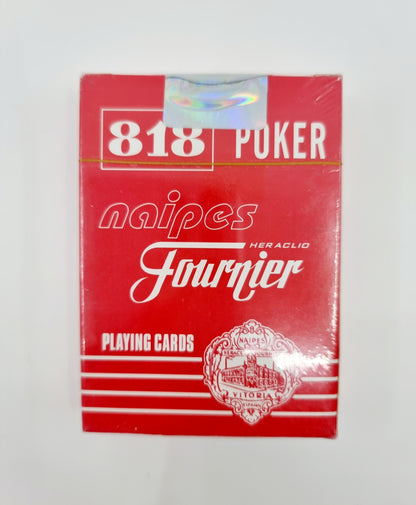 818 POKER
naipes
HERACLIO
Fournier
PLAYING CARDS
NAIPES
VITORIA